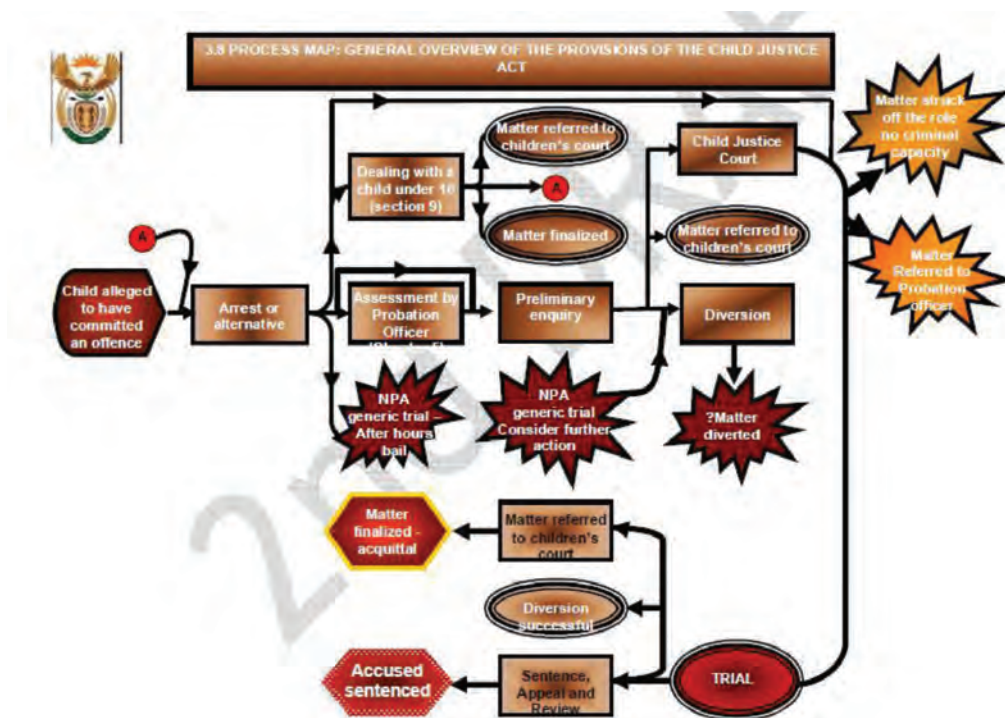 3.8 PROCESS MAP: GENERAL OVERVIEW OF THE PROVISIONS OF THE CHILD JUSTICE
ACT
Matter struck
off the role
no criminal
capacity
Matter referred to
children's court
Child Justice
Court
Dealing with a
child under 10
(section 9)
A
Matter finalized
Matter referred to
children's court
A
Matter
Referred to
Probation
officer
Child alleged
to have
committed
an offence
Arrest or
alternative
Assessment by
Probation
Officer
Preliminary
enquiry
Diversion
NPA
generic trial –
After hours
bail
NPA
generic trial
Consider further
action
?Matter
diverted
Matter
finalized -
acquittal
Matter referred
to children's
court
Diversion
successful
Accused
sentenced
Sentence,
Appeal and
Review
TRIAL